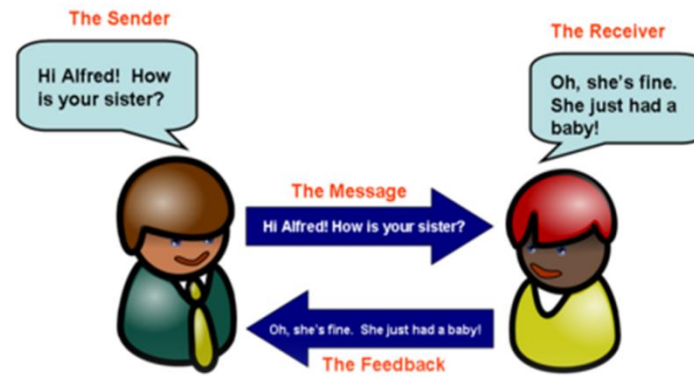 The Sender
Hi Alfred! How
is your sister?
The Receiver
Oh, she's fine.
She just had a
baby!
The Message
Hi Alfred! How is your sister?
Oh, she's fine. She just had a baby!
The Feedback